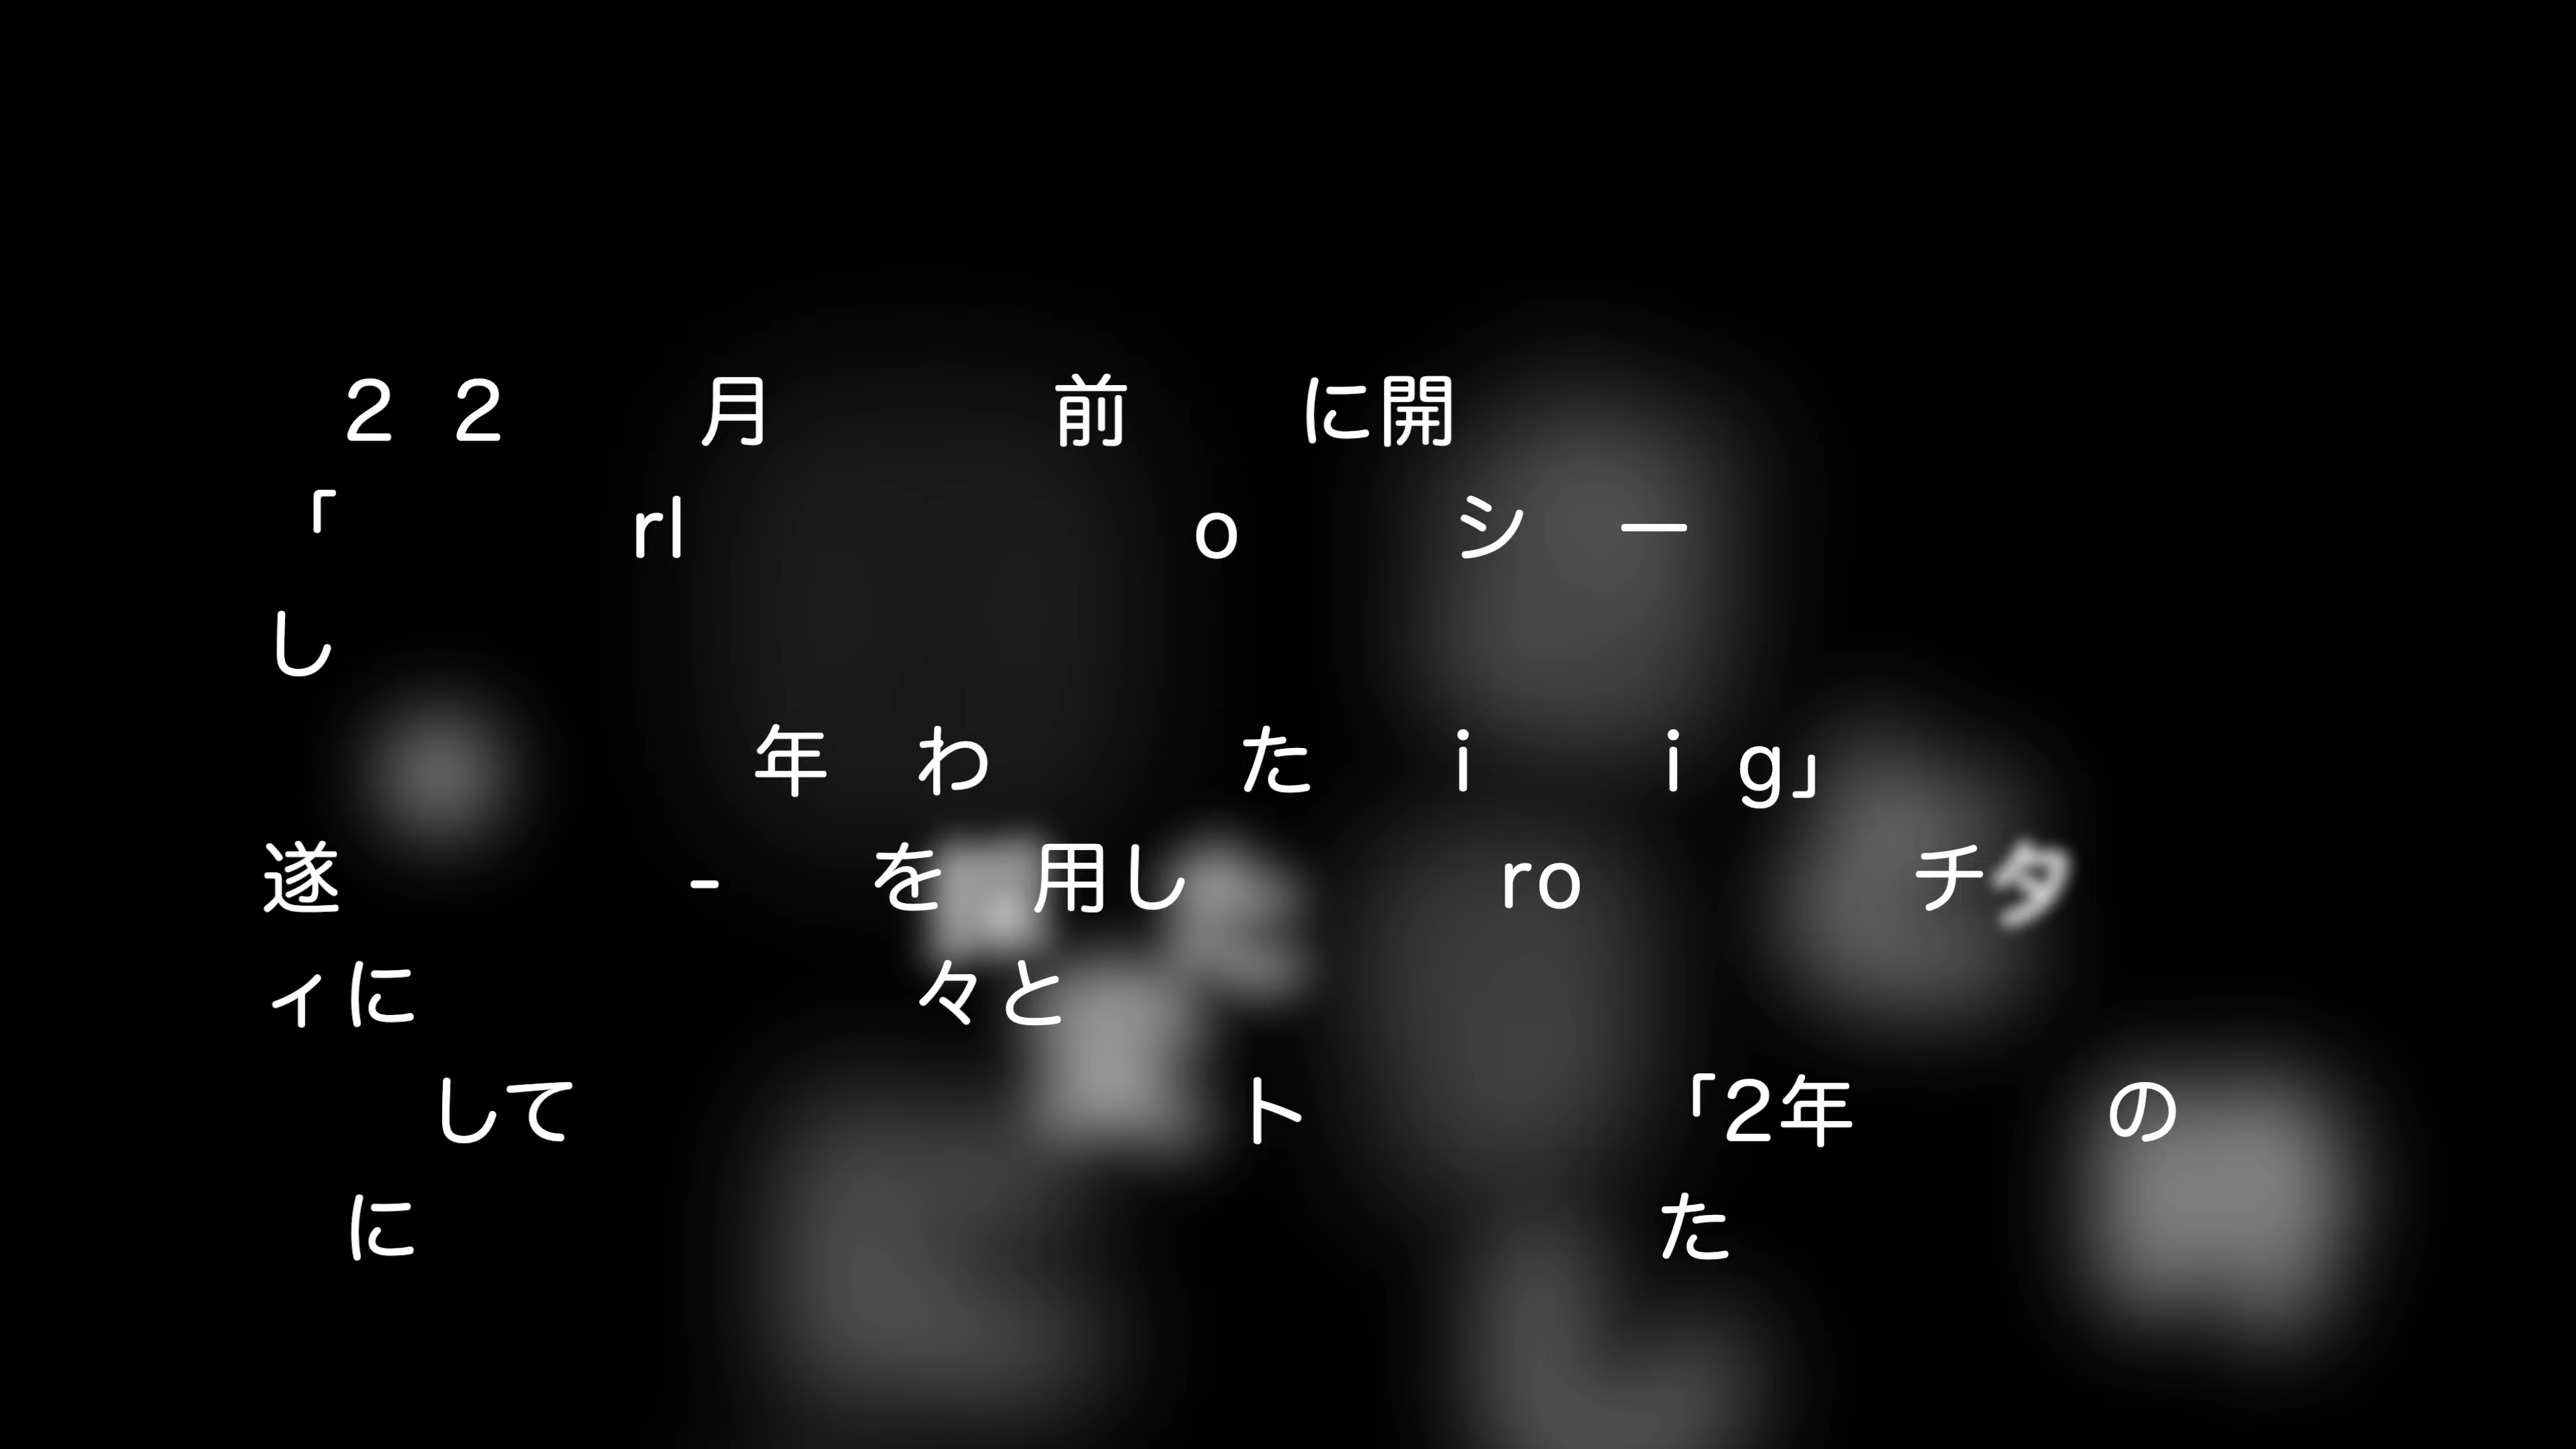 2 2 月 前 に開
「 rl o シ ー
し
年 わ た i i g」
遂 - を 用し ro チタ
ィに 々と
して ト 「2年 の
に た